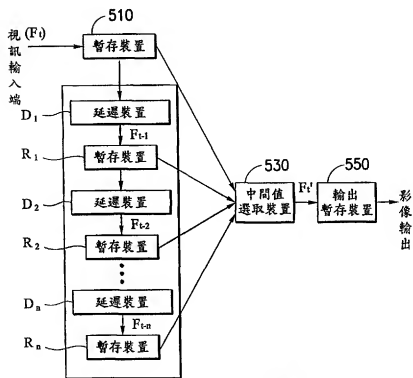 510
視訊輸入端
(Ft)
暫存裝置
D1
延遲裝置
Ft-1
R1
暫存裝置
D2
延遲裝置
Ft-2
R2
暫存裝置
Dn
延遲裝置
Ft-n
Rn
暫存裝置
530
中間值
選取裝置
Ft'
550
輸出
暫存裝置
影像輸出